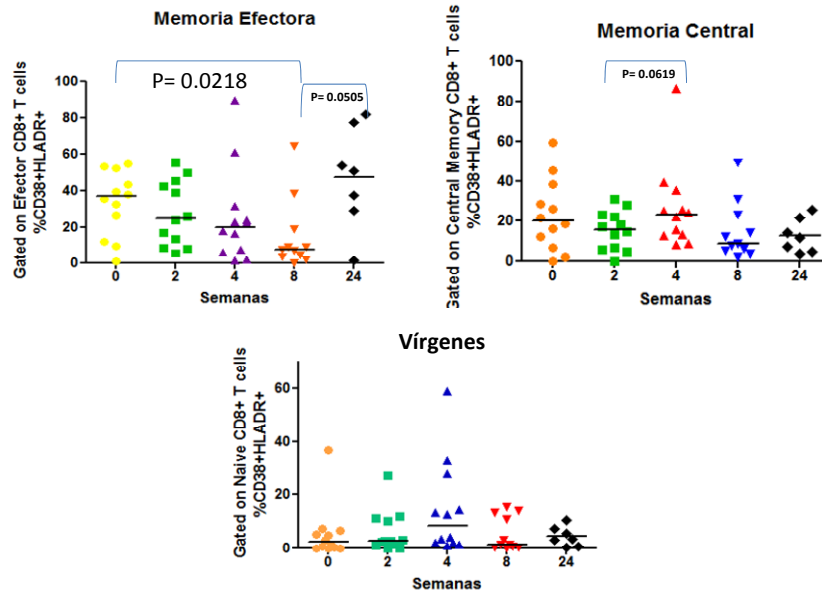 Memoria Efectora
P= 0.0218
P= 0.0505
Gated on Efector CD8+ T cells
%CD38+HLADR+
100
80
60
40
20
0
0 2 4 8 24
Semanas
Memoria Central
P= 0.0619
Gated on Central Memory CD8+ T cells
%CD38+HLADR+
100
80
60
40
20
0
0 2 4 8 24
Semanas
Vírgenes
Gated on Naive CD8+ T cells
%CD38+HLADR+
60
40
20
0
0 2 4 8 24
Semanas